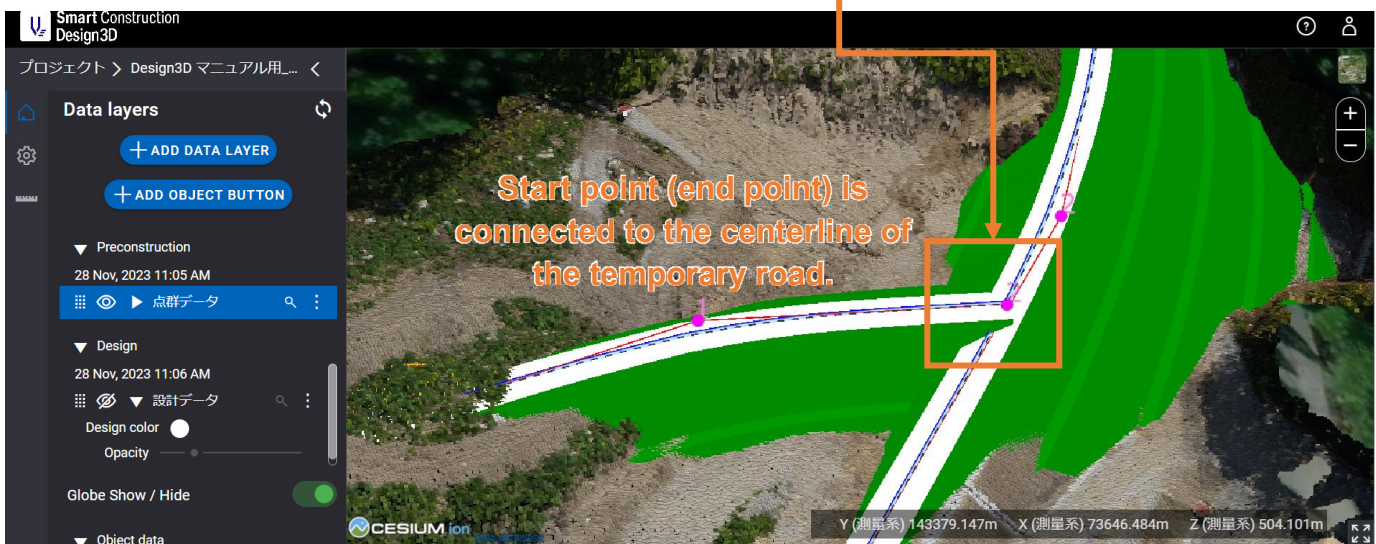 Smart Construction
Design3D
プロジェクト > Design3D マニュアル用_...
Data layers
+ ADD DATA LAYER
+ ADD OBJECT BUTTON
Preconstruction
28 Nov, 2023 11:05 AM
点群データ
Design
28 Nov, 2023 11:06 AM
設計データ
Design color
Opacity
Globe Show / Hide
Object data
Start point (end point) is
connected to the centerline of
the temporary road.
1
2
CESIUM ion
Y (測量系) 143379.147m X (測量系) 73646.484m Z (測量系) 504.101m